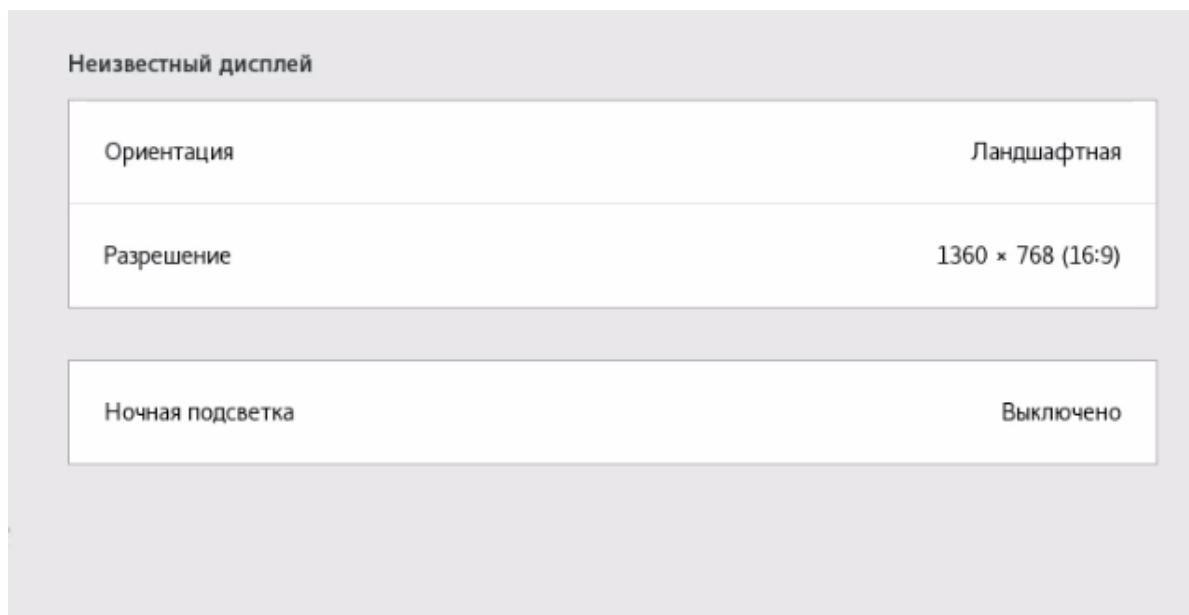 Неизвестный дисплей
Ориентация Ландшафтная
Разрешение 1360 × 768 (16:9)
Ночная подсветка Выключено